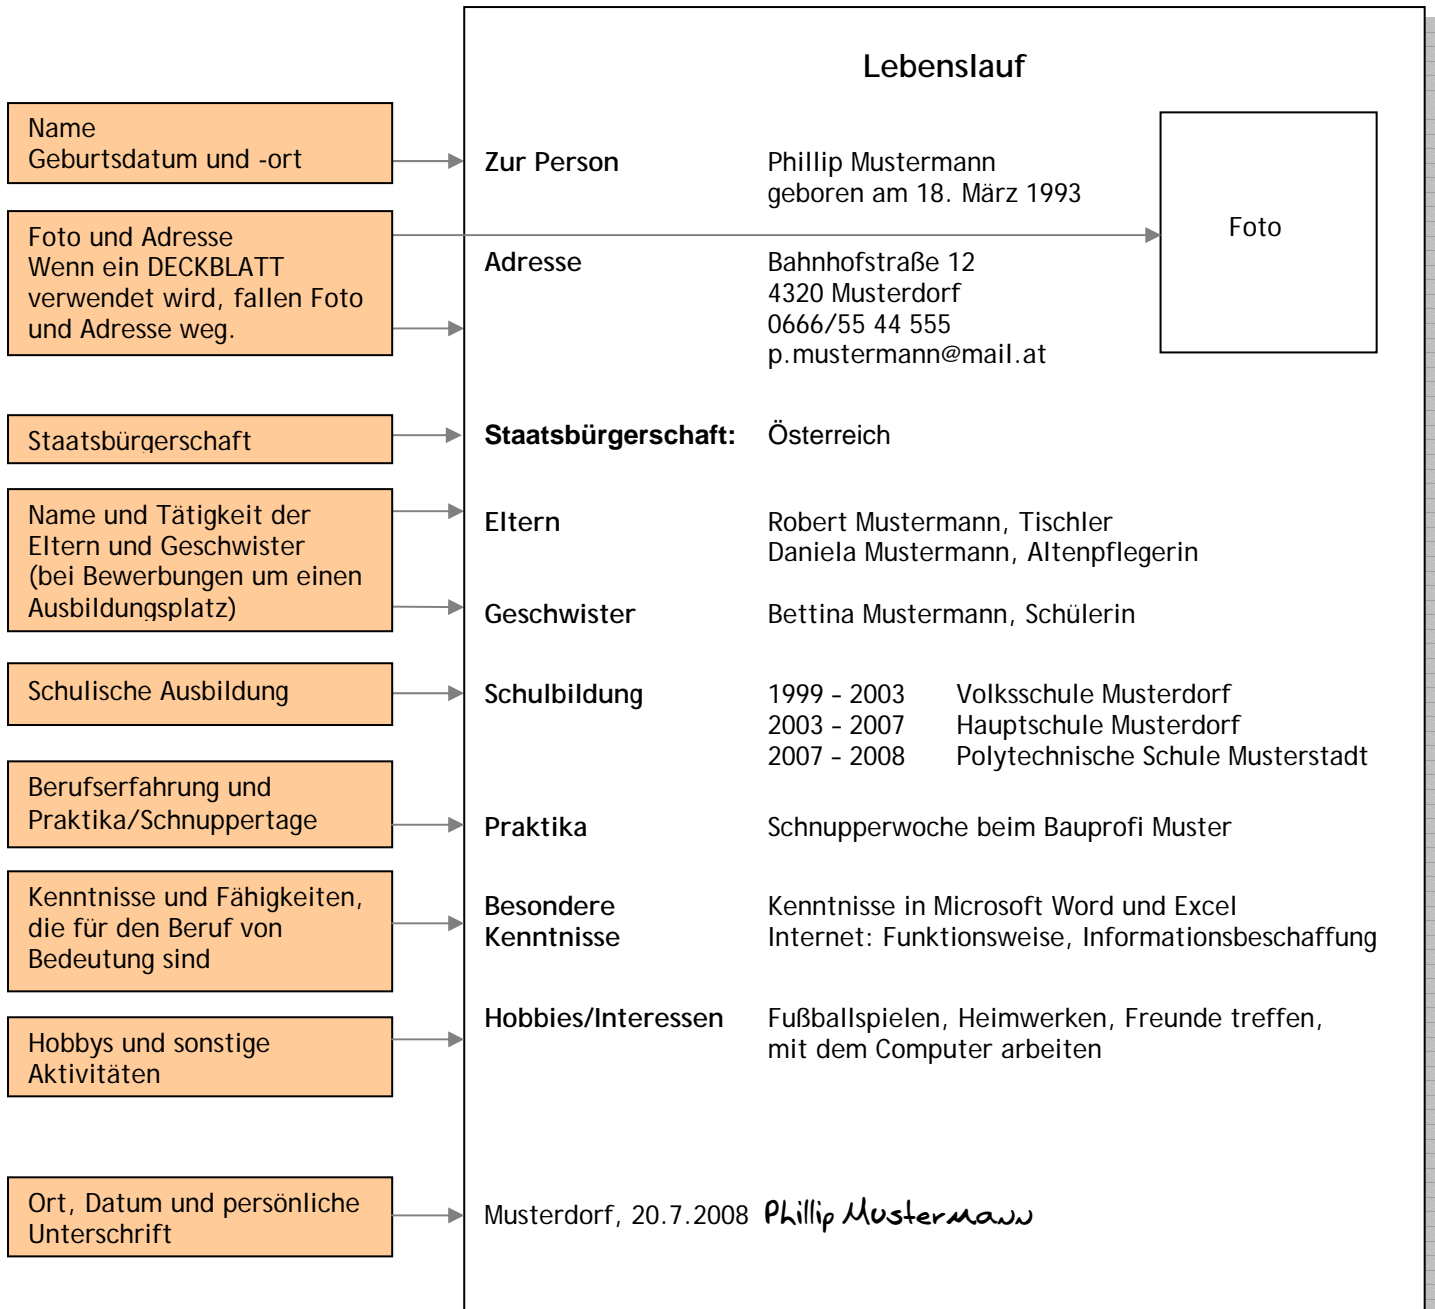 Lebenslauf
Name
Geburtsdatum und -ort
Zur Person
Phillip Mustermann
geboren am 18. März 1993
Foto
Foto und Adresse
Wenn ein DECKBLATT
verwendet wird, fallen Foto
und Adresse weg.
Adresse
Bahnhofstraße 12
4320 Musterdorf
0666/55 44 555
p.mustermann@mail.at
Staatsbürgerschaft
Staatsbürgerschaft: Österreich
Name und Tätigkeit der
Eltern und Geschwister
(bei Bewerbungen um einen
Ausbildungsplatz)
Eltern
Robert Mustermann, Tischler
Daniela Mustermann, Altenpflegerin
Geschwister Bettina Mustermann, Schülerin
Schulische Ausbildung
Schulbildung
1999 – 2003 Volksschule Musterdorf
2003 – 2007 Hauptschule Musterdorf
2007 – 2008 Polytechnische Schule Musterstadt
Berufserfahrung und
Praktika/Schnuppertage
Praktika Schnupperwoche beim Bauprofi Muster
Kenntnisse und Fähigkeiten,
die für den Beruf von
Bedeutung sind
Besondere
Kenntnisse
Kenntnisse in Microsoft Word und Excel
Internet: Funktionsweise, Informationsbeschaffung
Hobbys und sonstige
Aktivitäten
Hobbies/Interessen
Fußballspielen, Heimwerken, Freunde treffen,
mit dem Computer arbeiten
Ort, Datum und persönliche
Unterschrift
Musterdorf, 20.7.2008 Phillip Mustermann